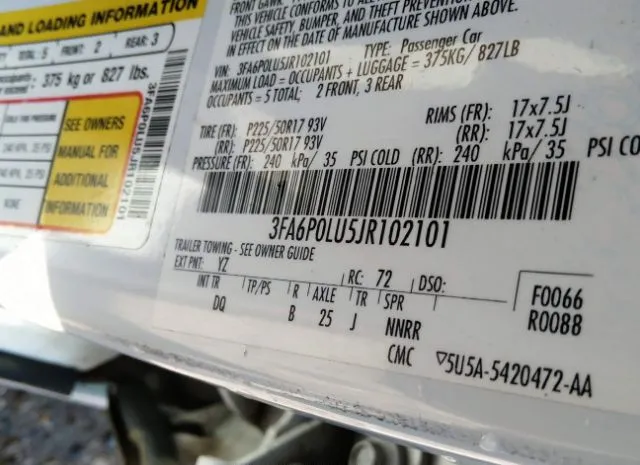 AND LOADING INFORMATION
TOTAL: 5 FRONT: 2 REAR: 3
375 kg or 827 lbs.
SEE OWNERS
MANUAL FOR
ADDITIONAL
INFORMATION
NONE
3FA6P0LU5JR102101
THIS VEHICLE CONFORMS TO
VEHICLE SAFETY, BUMPER, AND THEFT PREVENTION
IN EFFECT ON THE DATE OF MANUFACTURE SHOWN ABOVE.
VIN: 3FA6P0LU5JR102101 TYPE: Passenger Car
MAXIMUM LOAD = OCCUPANTS + LUGGAGE = 375KG/ 827LB
OCCUPANTS = 5 TOTAL; 2 FRONT, 3 REAR
TIRE (FR): P225/50R17 93V RIMS (FR): 17x7.5J
(RR): P225/50R17 93V (RR): 17x7.5J
PRESSURE (FR): 240 kPa/ 35 PSI COLD (RR): 240 kPa/ 35 PSI CO
3FA6P0LU5JR102101
TRAILER TOWING - SEE OWNER GUIDE
EXT PNT: YZ RC: 72 DSO:
INT TR TP/PS R AXLE TR SPR
DQ B 25 J NNRR
F0066
R0088
CMC 5U5A-5420472-AA